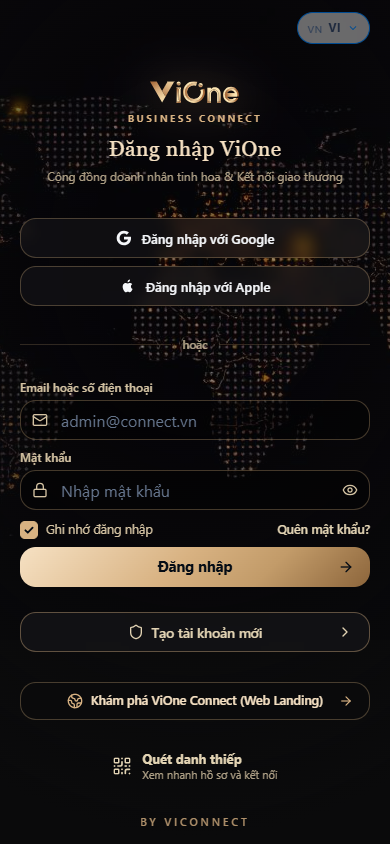 VN VI
ViOne
BUSINESS CONNECT
Đăng nhập ViOne
Cộng đồng doanh nhân tinh hoa & Kết nối giao thương
Đăng nhập với Google
Đăng nhập với Apple
hoặc
Email hoặc số điện thoại
admin@connect.vn
Mật khẩu
Nhập mật khẩu
Ghi nhớ đăng nhập Quên mật khẩu?
Đăng nhập
Tạo tài khoản mới
Khám phá ViOne Connect (Web Landing)
Quét danh thiếp
Xem nhanh hồ sơ và kết nối
BY VICONNECT